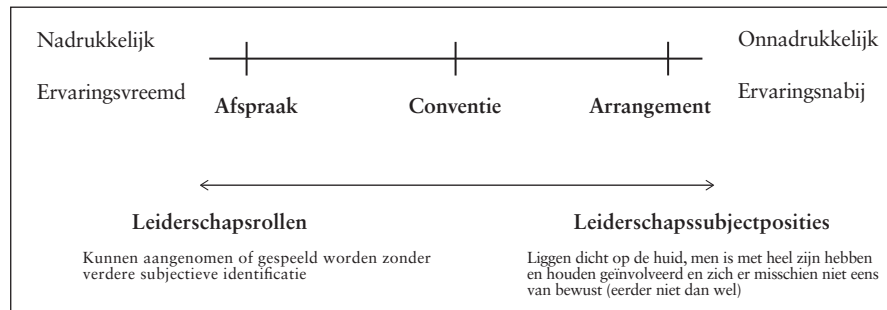 Nadrukkelijk
Onnadrukkelijk
Ervaringsvreemd
Ervaringsnabij
Afspraak
Conventie
Arrangement
Leiderschapsrollen
Leiderschapssubjectposities
Kunnen aangenomen of gespeeld worden zonder
verdere subjectieve identificatie
Liggen dicht op de huid, men is met heel zijn hebben
en houden geïnvolveerd en zich er misschien niet eens
van bewust (eerder niet dan wel)